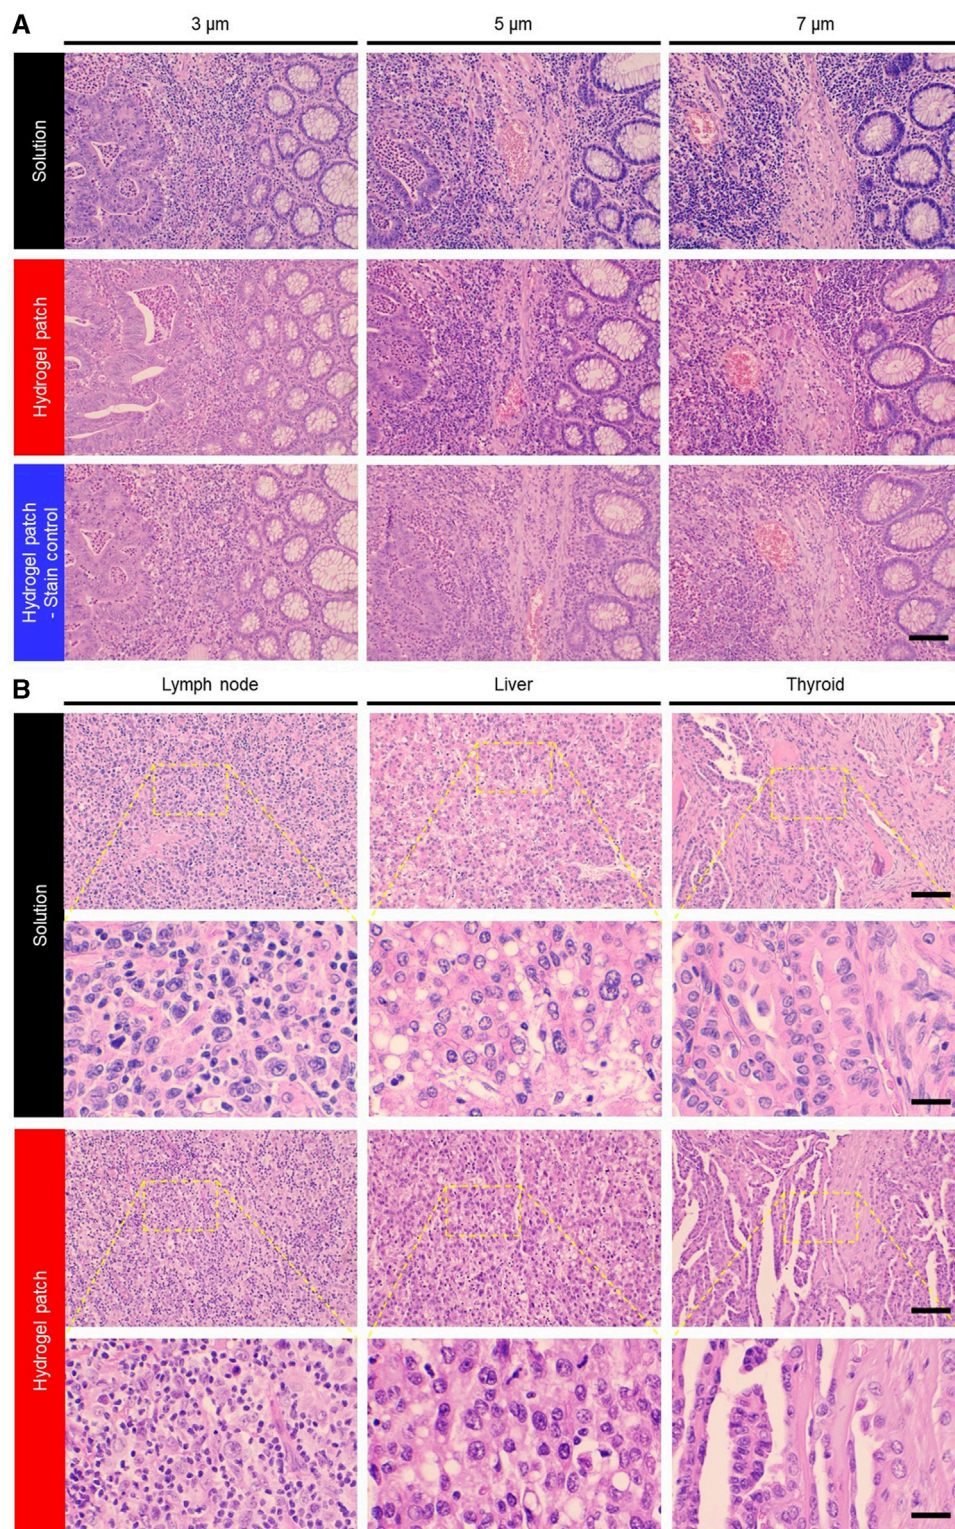 A
3 µm
5 µm
7 µm
Solution
Hydrogel patch
Hydrogel patch
- Stain control
B
Lymph node
Liver
Thyroid
Solution
Hydrogel patch